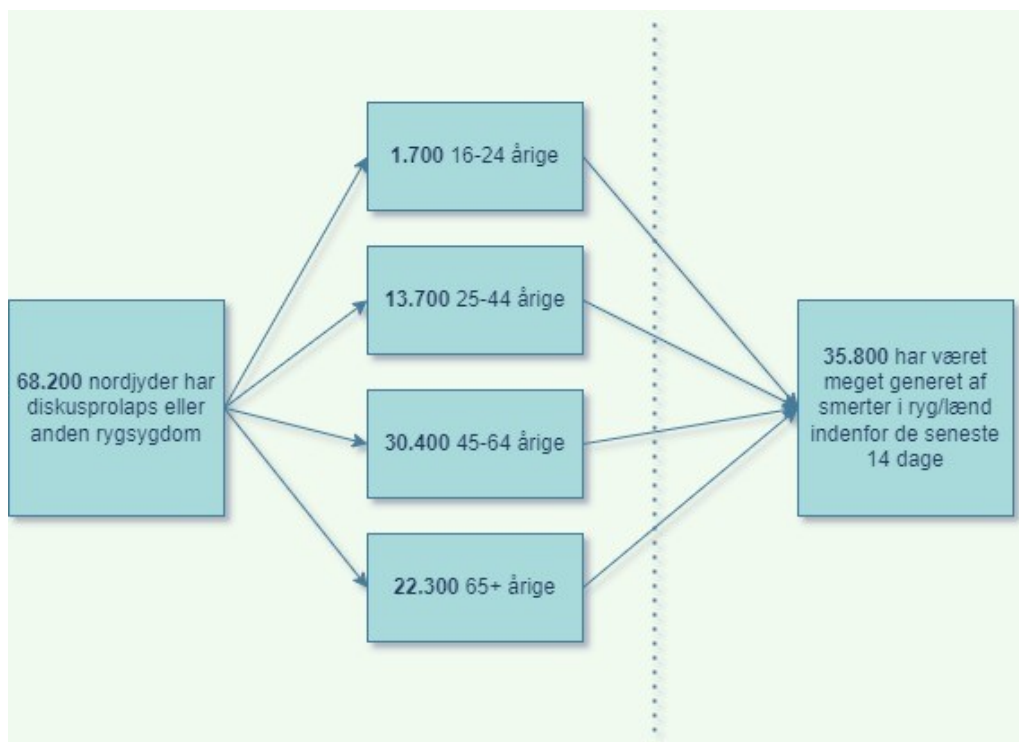 68.200 nordjyder har
diskusprolaps eller
anden rygsygdom
1.700 16-24 årige
13.700 25-44 årige
30.400 45-64 årige
22.300 65+ årige
35.800 har været
meget generet af
smerter i ryg/lænd
indenfor de seneste
14 dage